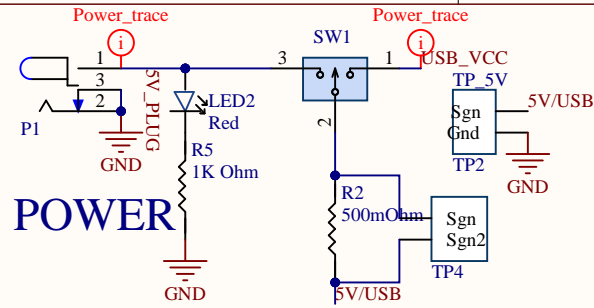 Power_trace
Power_trace
i
i
SW1
USB_VCC
1
3
2
P1
GND
5V_PLUG
LED2
Red
R5
1K Ohm
GND
3
1
2
TP_5V
Sgn
Gnd
TP2
5V/USB
GND
POWER
R2
500mOhm
Sgn
Sgn2
TP4
5V/USB